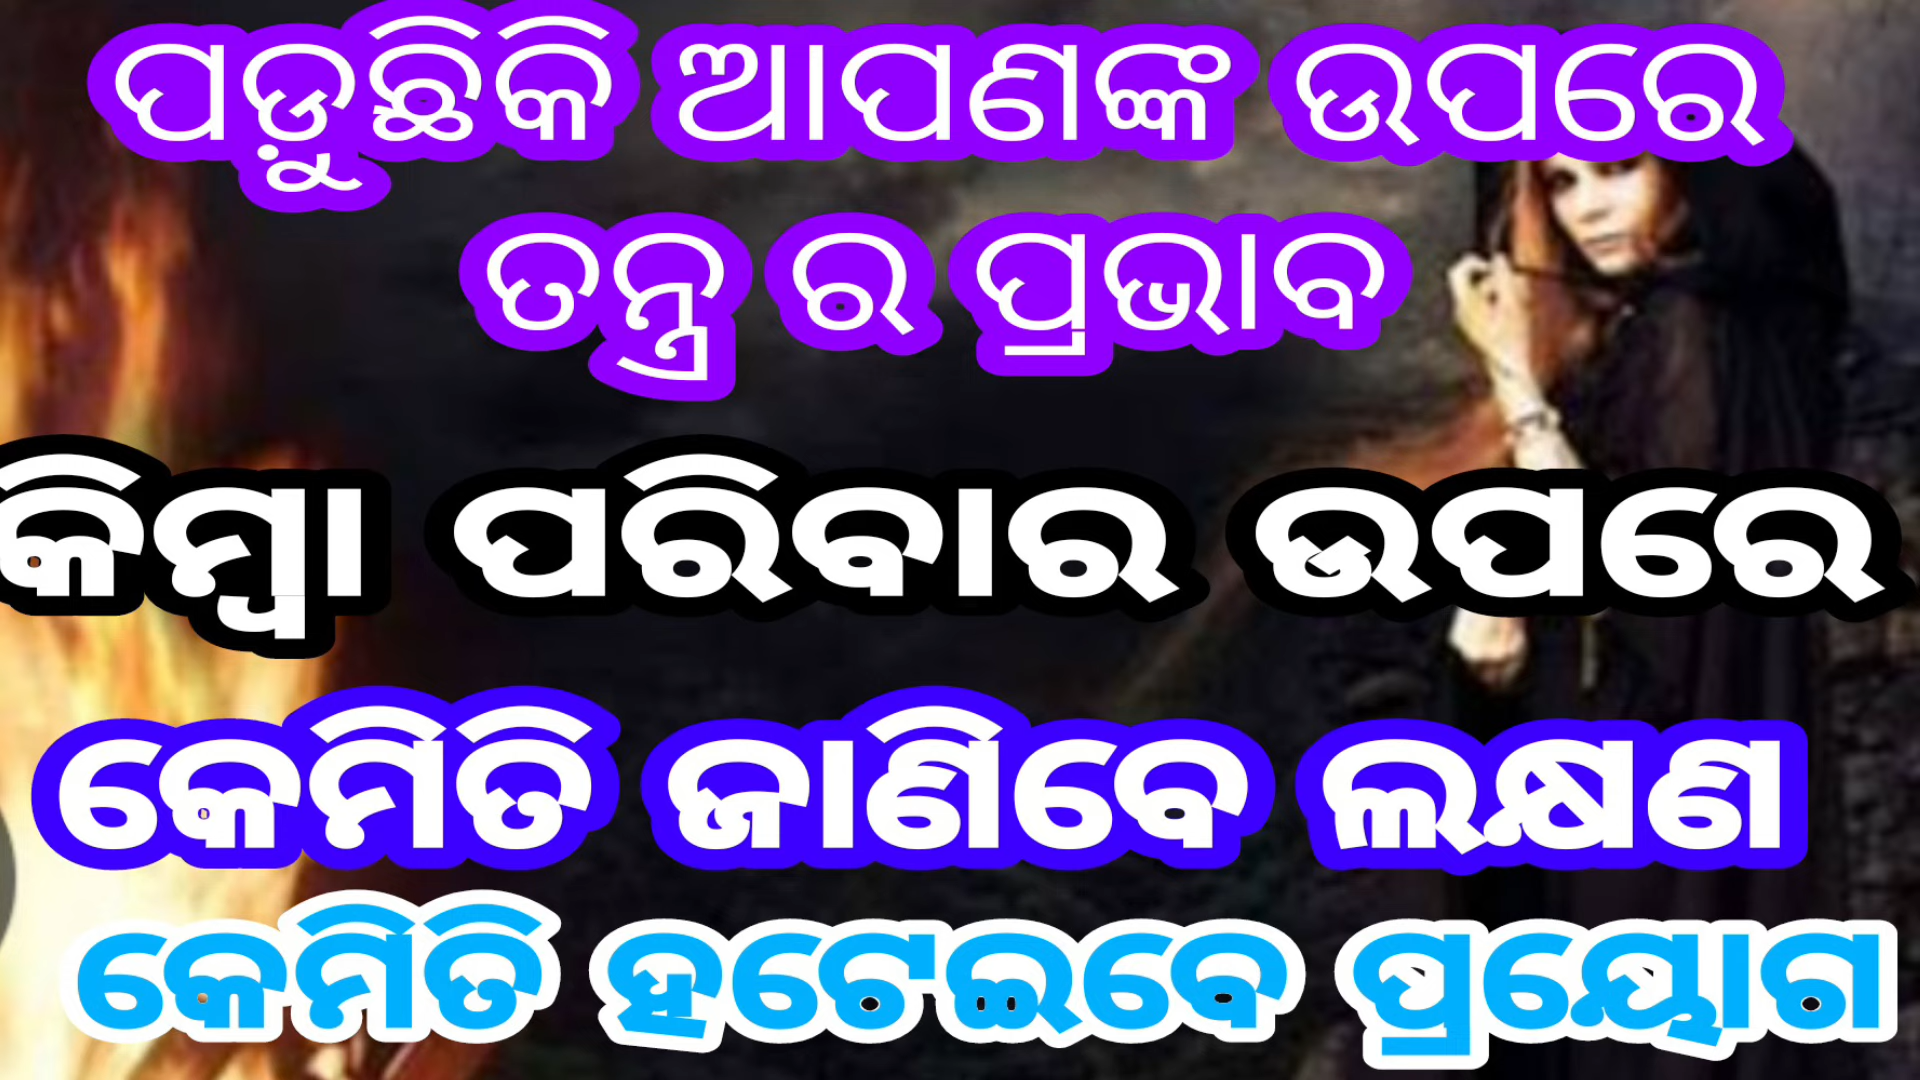 ପଡ଼ୁଛିକି ଆପଣଙ୍କ ଉପରେ
ତନ୍ତ୍ର ର ପ୍ରଭାବ
କିମ୍ବା ପରିବାର ଉପରେ
କେମିତି ଜାଣିବେ ଲକ୍ଷଣ
କେମିତି ହଟେଇବେ ପ୍ରୟୋଗ